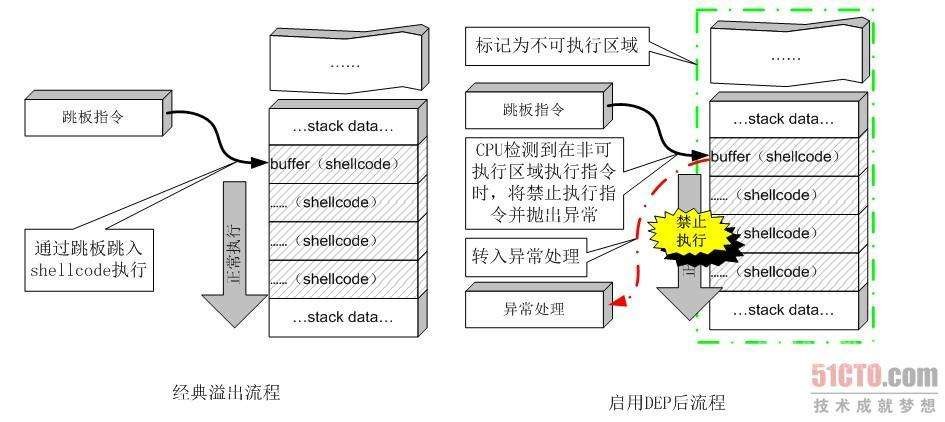 ……
跳板指令
…stack data…
buffer（shellcode）
……（shellcode）
……（shellcode）
……（shellcode）
…stack data…
正常执行
通过跳板跳入
shellcode执行
经典溢出流程
标记为不可执行区域
……
跳板指令
…stack data…
buffer（shellcode）
CPU检测到在非可
执行区域执行指令
时，将禁止执行指
令并抛出异常
……（shellcode）
禁止
执行
……（shellcode）
正
转入异常处理
异常处理
…stack data…
启用DEP后流程
51CTO.com
技术成就梦想